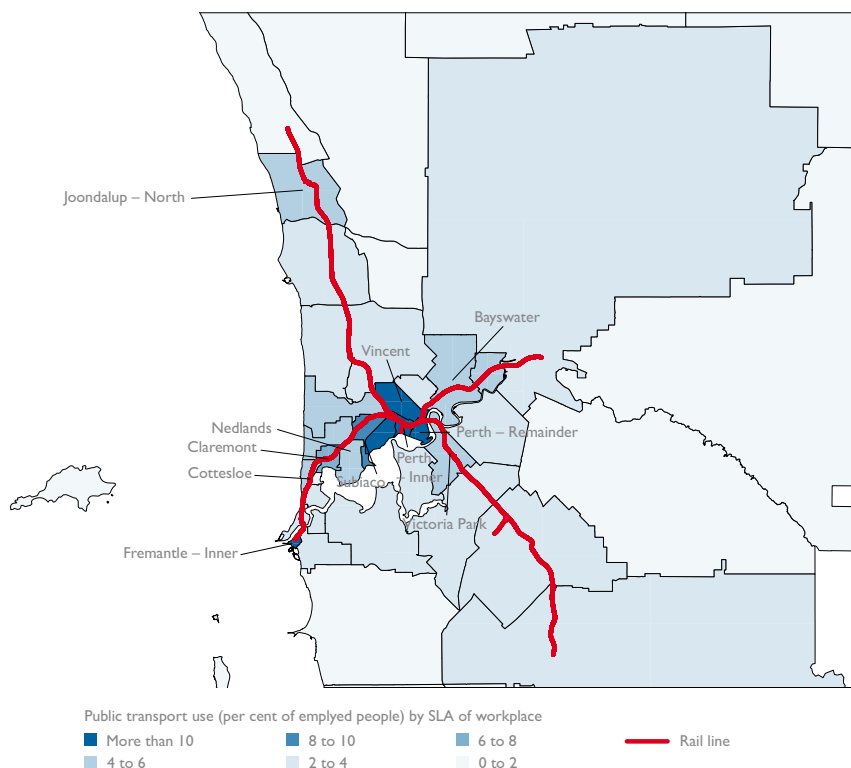 Joondalup – North
Bayswater
Vincent
Nedlands
Perth – Remainder
Claremont
Perth
– Inner
Cottesloe
Subiaco
Victoria Park
Fremantle – Inner
Public transport use (per cent of emplyed people) by SLA of workplace
More than 10
8 to 10
6 to 8
Rail line
4 to 6
2 to 4
0 to 2